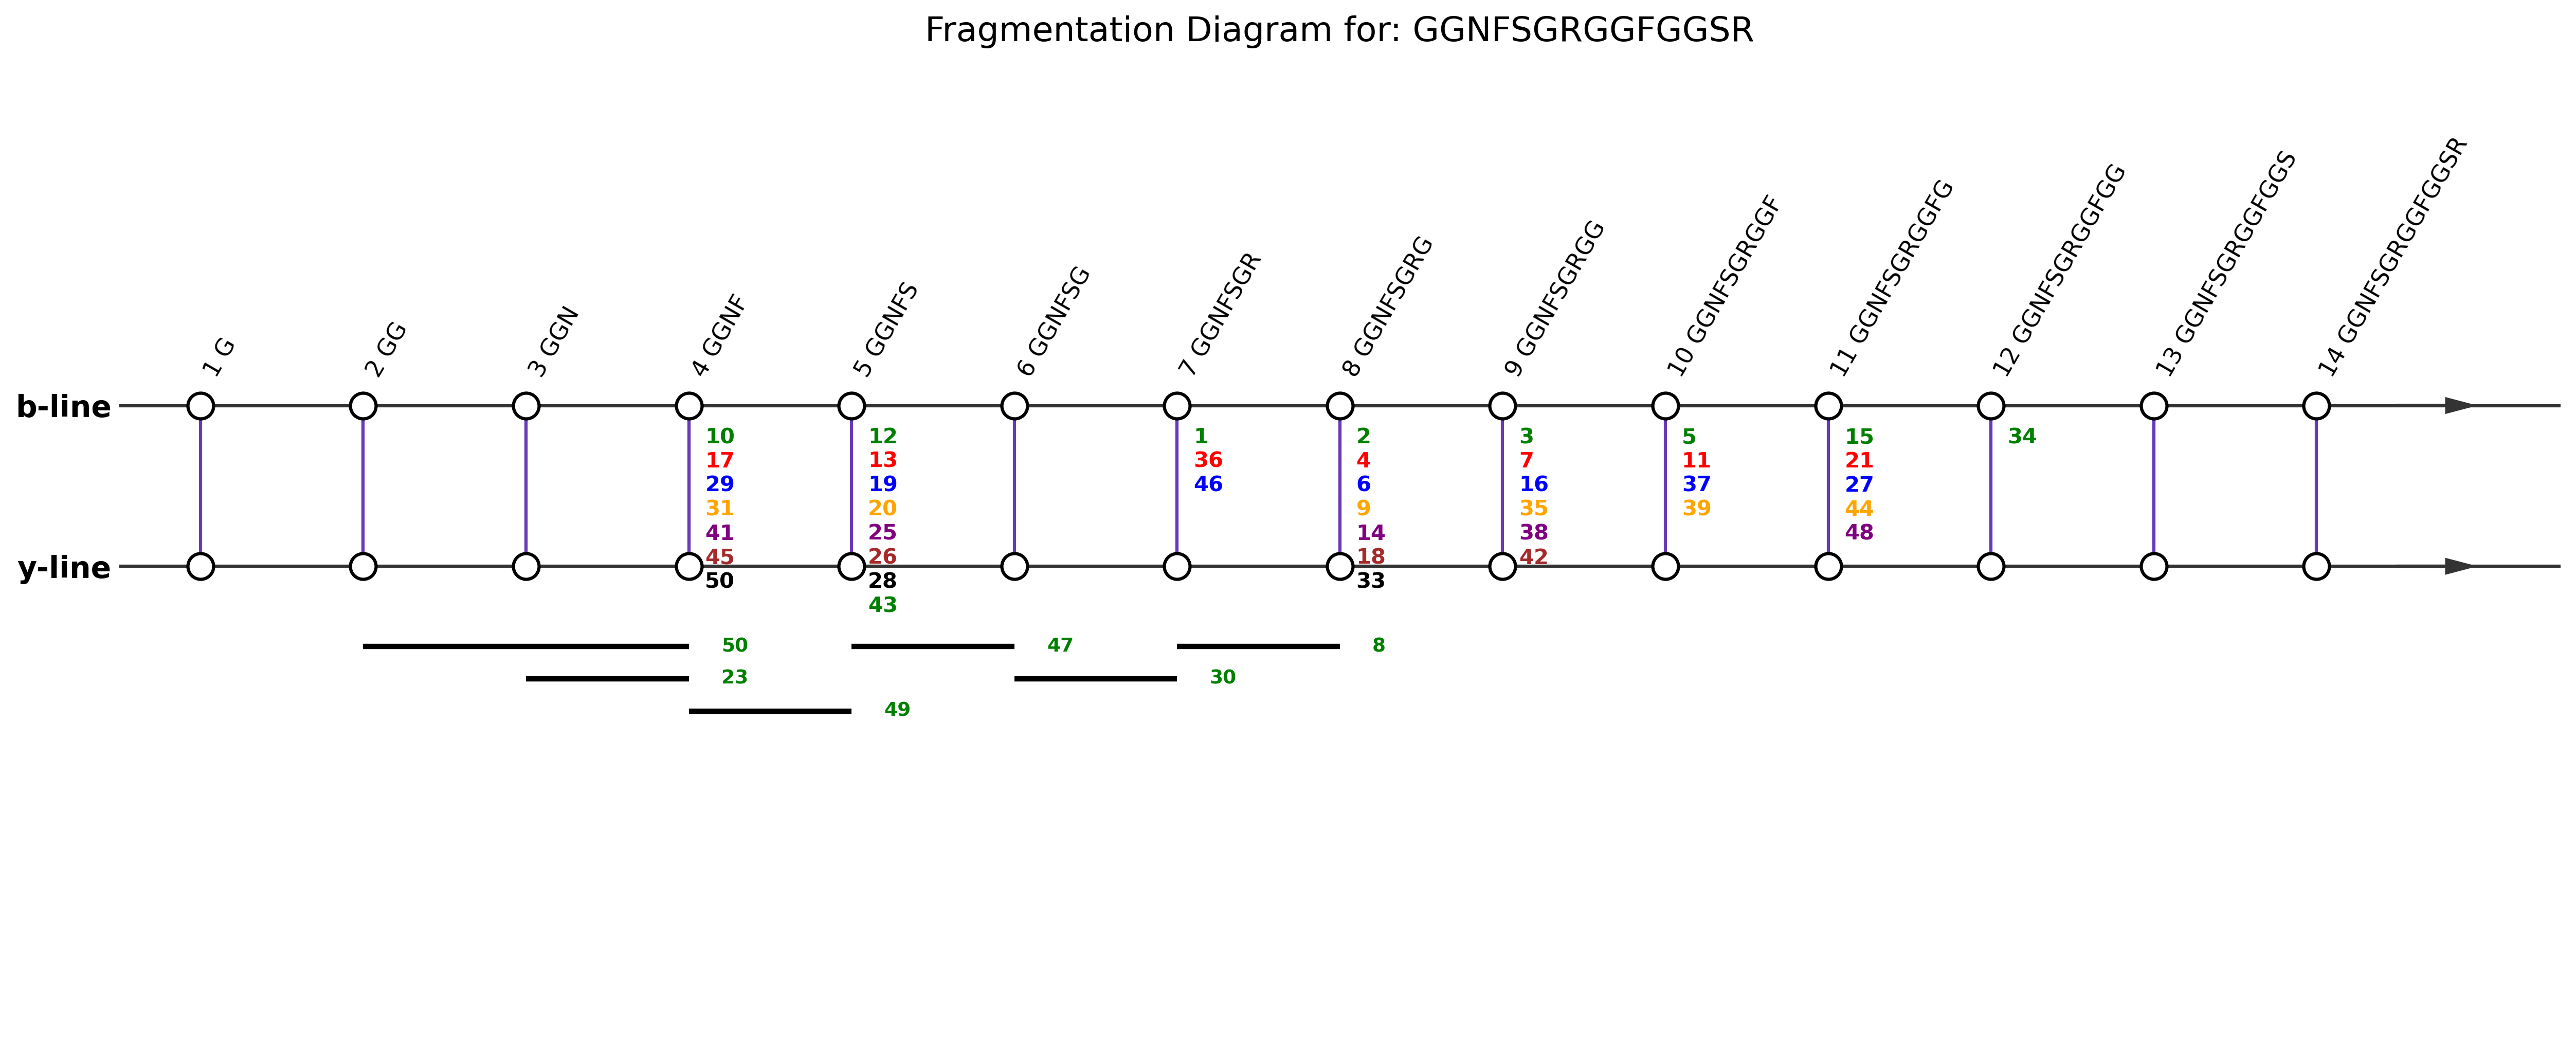 Fragmentation Diagram for: GGNFSGRGGFGGSR
1 G
2 GG
3 GGN
4 GGNF
5 GGNFS
6 GGNFSG
7 GGNFSGR
8 GGNFSGRG
9 GGNFSGRGG
10 GGNFSGRGGF
11 GGNFSGRGGFG
12 GGNFSGRGGFGG
13 GGNFSGRGGFGGS
14 GGNFSGRGGFGGSR
b-line
10
17
29
31
41
45
50
12
13
19
20
25
26
28
43
1
36
46
2
4
6
9
14
18
33
3
7
16
35
38
42
5
11
37
39
15
21
27
44
48
34
y-line
50
47
8
23
30
49